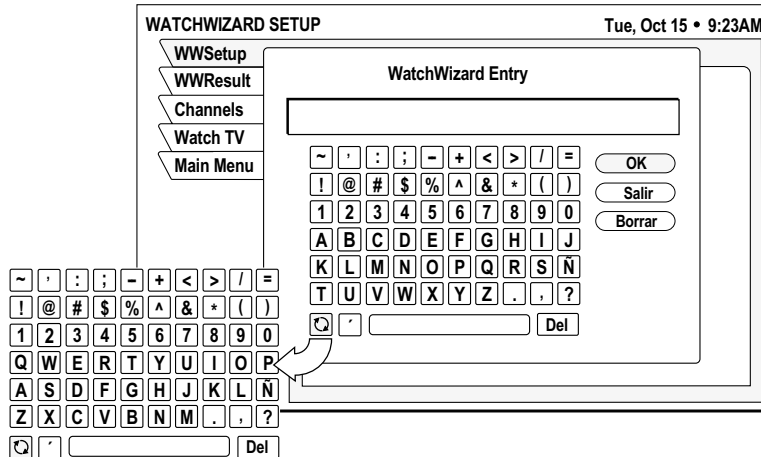 WATCHWIZARD SETUP Tue, Oct 15 • 9:23AM
WWSetup
WWResult
Channels
Watch TV
Main Menu
WatchWizard Entry
~ ' : ; - + < > / =
! @ # $ % ^ & * ( )
1 2 3 4 5 6 7 8 9 0
A B C D E F G H I J
K L M N O P Q R S Ñ
T U V W X Y Z . , ?
´ Del
OK
Salir
Borrar
~ ' : ; - + < > / =
! @ # $ % ^ & * ( )
1 2 3 4 5 6 7 8 9 0
Q W E R T Y U I O P
A S D F G H J K L Ñ
Z X C V B N M . , ?
´ Del